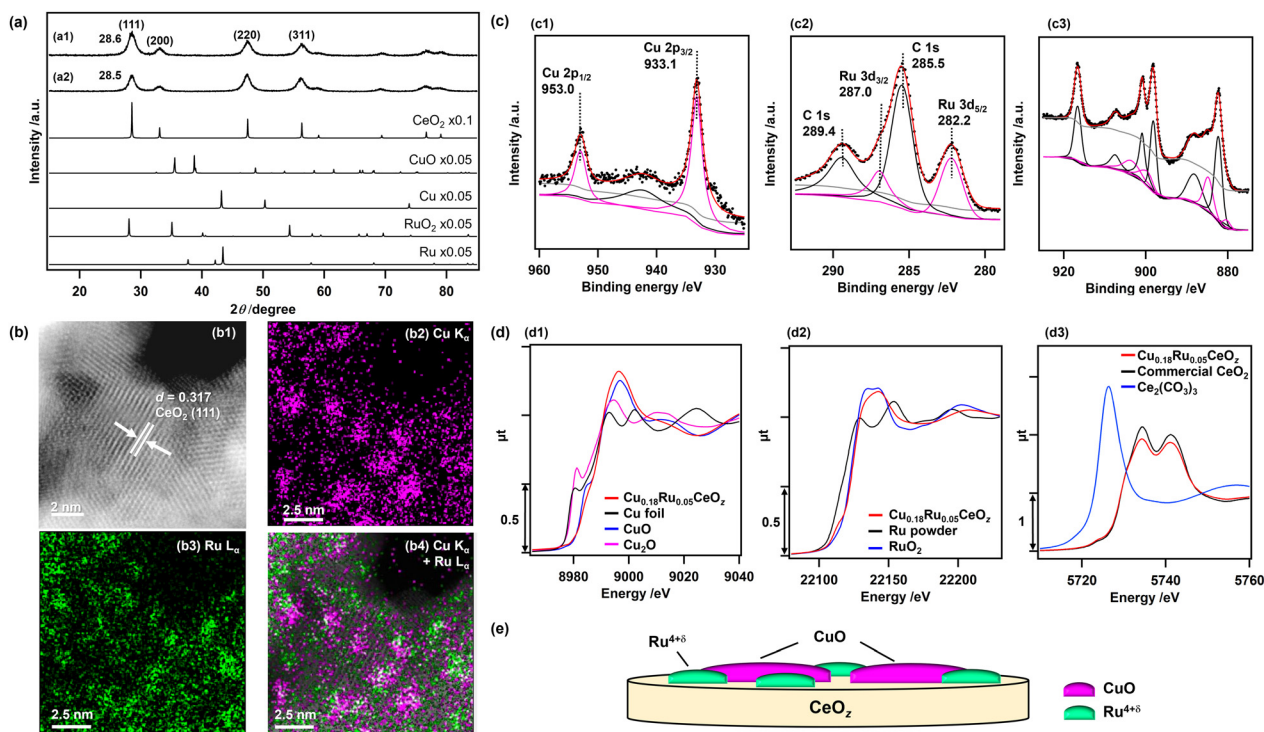 (a)
(a1)
28.6
(111)
(200)
(220)
(311)
(a2)
28.5
CeO₂ x0.1
CuO x0.05
Cu x0.05
RuO₂ x0.05
Ru x0.05
Intensity /a.u.
20 30 40 50 60 70 80
2θ /degree
(b)
(b1)
d = 0.317
CeO₂ (111)
2 nm
(b2) Cu Kα
2.5 nm
(b3) Ru Lα
2.5 nm
(b4) Cu Kα
+ Ru Lα
2.5 nm
(c)
(c1)
Cu 2p₁/₂
953.0
Cu 2p₃/₂
933.1
Intensity /a.u.
960 950 940 930
Binding energy /eV
(c2)
C 1s
289.4
Ru 3d₃/₂
287.0
C 1s
285.5
Ru 3d₅/₂
282.2
Intensity /a.u.
290 285 280
Binding energy /eV
(c3)
Intensity /a.u.
920 900 880
Binding energy /eV
(d)
(d1)
μt
0.5
Cu₀.₁₈Ru₀.₀₅CeOz
Cu foil
CuO
Cu₂O
8980 9000 9020 9040
Energy /eV
(d2)
μt
0.5
Cu₀.₁₈Ru₀.₀₅CeOz
Ru powder
RuO₂
22100 22150 22200
Energy /eV
(d3)
Cu₀.₁₈Ru₀.₀₅CeOz
Commercial CeO₂
Ce₂(CO₃)₃
μt
1
5720 5740 5760
Energy /eV
(e)
Ru⁴⁺ᵟ
CuO
CeOz
CuO
Ru⁴⁺ᵟ